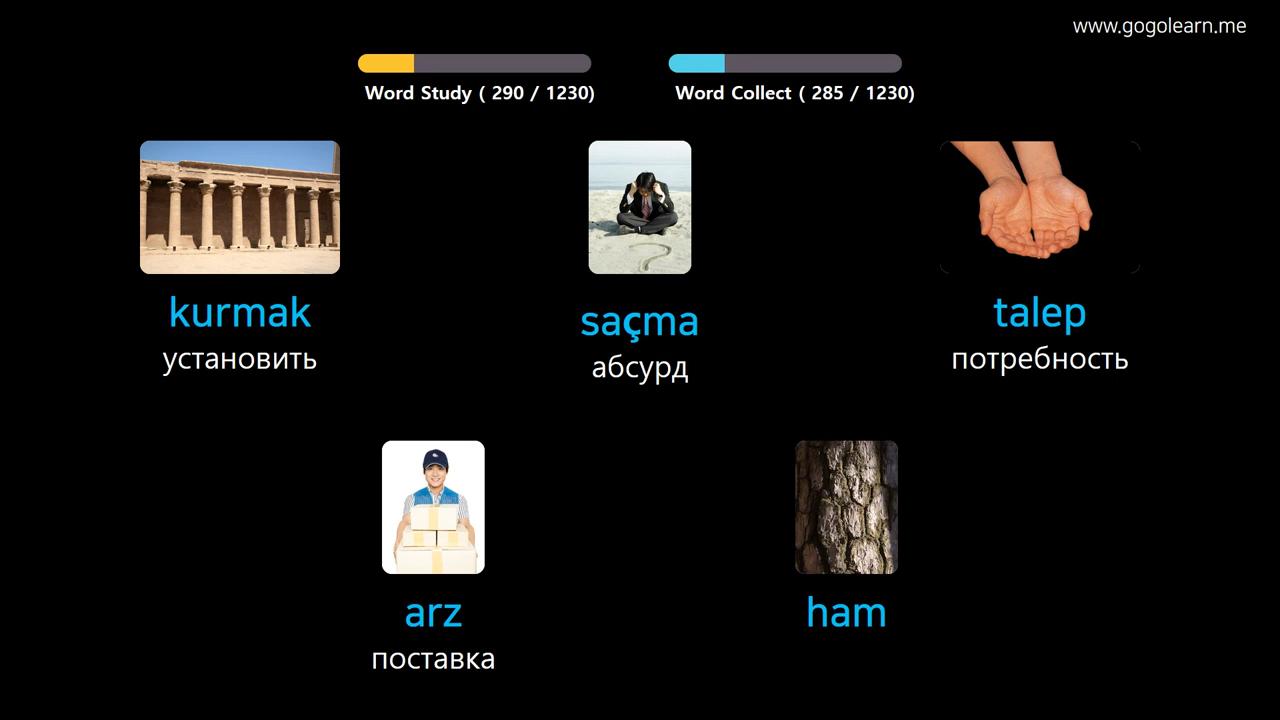 www.gogolearn.me
Word Study ( 290 / 1230)
Word Collect ( 285 / 1230)
kurmak
установить
saçma
абсурд
talep
потребность
arz
поставка
ham